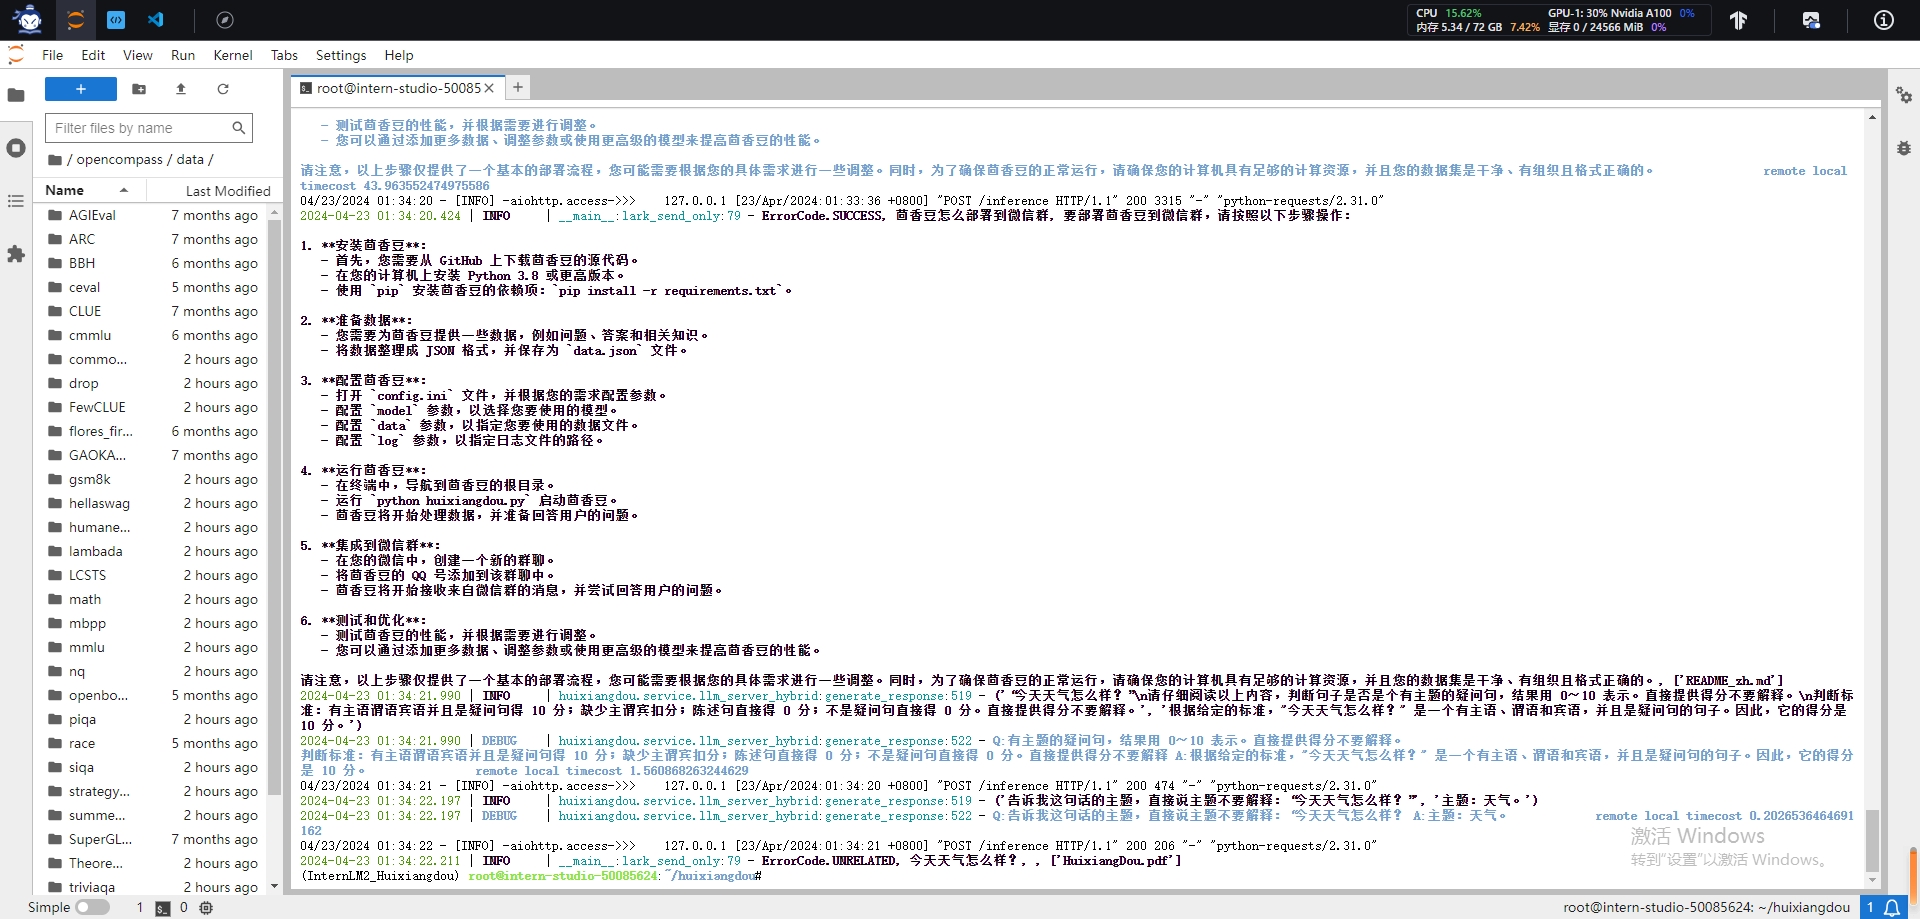 CPU 15.62%
GPU-1: 30% Nvidia A100 0%
内存 5.34 / 72 GB 7.42%
显存 0 / 24566 MiB 0%
File Edit View Run Kernel Tabs Settings Help
+
Filter files by name
/ opencompass / data /
Name Last Modified
AGIEval 7 months ago
ARC 7 months ago
BBH 6 months ago
ceval 5 months ago
CLUE 7 months ago
cmmlu 6 months ago
commo... 2 hours ago
drop 2 hours ago
FewCLUE 2 hours ago
flores_fir... 6 months ago
GAOKA... 7 months ago
gsm8k 2 hours ago
hellaswag 2 hours ago
humane... 2 hours ago
lambada 2 hours ago
LCSTS 2 hours ago
math 2 hours ago
mbpp 2 hours ago
mmlu 2 hours ago
nq 2 hours ago
openbo... 5 months ago
piqa 2 hours ago
race 5 months ago
siqa 2 hours ago
strategy... 2 hours ago
summe... 2 hours ago
SuperGL... 7 months ago
Theore... 2 hours ago
triviaqa 2 hours ago
root@intern-studio-50085 × +
- 测试茴香豆的性能，并根据需要进行调整。
- 您可以通过添加更多数据、调整参数或使用更高级的模型来提高茴香豆的性能。
请注意，以上步骤仅提供了一个基本的部署流程，您可能需要根据您的具体需求进行一些调整。同时，为了确保茴香豆的正常运行，请确保您的计算机具有足够的计算资源，并且您的数据集是干净、有组织且格式正确的。 remote local
timecost 43.963552474975586
04/23/2024 01:34:20 - [INFO] -aiohttp.access->>> 127.0.0.1 [23/Apr/2024:01:33:36 +0800] "POST /inference HTTP/1.1" 200 3315 "-" "python-requests/2.31.0"
2024-04-23 01:34:20.424 | INFO | __main__:lark_send_only:79 - ErrorCode.SUCCESS, 茴香豆怎么部署到微信群, 要部署茴香豆到微信群，请按照以下步骤操作：
1. **安装茴香豆**：
- 首先，您需要从 GitHub 上下载茴香豆的源代码。
- 在您的计算机上安装 Python 3.8 或更高版本。
- 使用 `pip` 安装茴香豆的依赖项：`pip install -r requirements.txt`。
2. **准备数据**：
- 您需要为茴香豆提供一些数据，例如问题、答案和相关知识。
- 将数据整理成 JSON 格式，并保存为 `data.json` 文件。
3. **配置茴香豆**：
- 打开 `config.ini` 文件，并根据您的需求配置参数。
- 配置 `model` 参数，以选择您要使用的模型。
- 配置 `data` 参数，以指定您要使用的数据文件。
- 配置 `log` 参数，以指定日志文件的路径。
4. **运行茴香豆**：
- 在终端中，导航到茴香豆的根目录。
- 运行 `python huixiangdou.py` 启动茴香豆。
- 茴香豆将开始处理数据，并准备回答用户的问题。
5. **集成到微信群**：
- 在您的微信中，创建一个新的群聊。
- 将茴香豆的 QQ 号添加到该群聊中。
- 茴香豆将开始接收来自微信群的消息，并尝试回答用户的问题。
6. **测试和优化**：
- 测试茴香豆的性能，并根据需要进行调整。
- 您可以通过添加更多数据、调整参数或使用更高级的模型来提高茴香豆的性能。
请注意，以上步骤仅提供了一个基本的部署流程，您可能需要根据您的具体需求进行一些调整。同时，为了确保茴香豆的正常运行，请确保您的计算机具有足够的计算资源，并且您的数据集是干净、有组织且格式正确的。, ['README_zh.md']
2024-04-23 01:34:21.990 | INFO | huixiangdou.service.llm_server_hybrid:generate_response:519 - ('“今天天气怎么样？”\n请仔细阅读以上内容，判断句子是否是个有主题的疑问句，结果用 0～10 表示。直接提供得分不要解释。\n判断标
准：有主语谓语宾语并且是疑问句得 10 分；缺少主谓宾扣分；陈述句直接得 0 分；不是疑问句直接得 0 分。直接提供得分不要解释。', '根据给定的标准，"今天天气怎么样？" 是一个有主语、谓语和宾语，并且是疑问句的句子。因此，它的得分是
10 分。')
2024-04-23 01:34:21.990 | DEBUG | huixiangdou.service.llm_server_hybrid:generate_response:522 - Q:有主题的疑问句，结果用 0～10 表示。直接提供得分不要解释。
判断标准：有主语谓语宾语并且是疑问句得 10 分；缺少主谓宾扣分；陈述句直接得 0 分；不是疑问句直接得 0 分。直接提供得分不要解释 A:根据给定的标准，"今天天气怎么样？" 是一个有主语、谓语和宾语，并且是疑问句的句子。因此，它的得分
是 10 分。 remote local timecost 1.560868263244629
04/23/2024 01:34:21 - [INFO] -aiohttp.access->>> 127.0.0.1 [23/Apr/2024:01:34:20 +0800] "POST /inference HTTP/1.1" 200 474 "-" "python-requests/2.31.0"
2024-04-23 01:34:22.197 | INFO | huixiangdou.service.llm_server_hybrid:generate_response:519 - ('告诉我这句话的主题，直接说主题不要解释：“今天天气怎么样？”', '主题：天气。')
2024-04-23 01:34:22.197 | DEBUG | huixiangdou.service.llm_server_hybrid:generate_response:522 - Q:告诉我这句话的主题，直接说主题不要解释：“今天天气怎么样？ A:主题：天气。 remote local timecost 0.2026536464691
162
04/23/2024 01:34:22 - [INFO] -aiohttp.access->>> 127.0.0.1 [23/Apr/2024:01:34:21 +0800] "POST /inference HTTP/1.1" 200 206 "-" "python-requests/2.31.0"
2024-04-23 01:34:22.211 | INFO | __main__:lark_send_only:79 - ErrorCode.UNRELATED, 今天天气怎么样？, , ['HuixiangDou.pdf']
(InternLM2_Huixiangdou) root@intern-studio-50085624:~/huixiangdou#
激活 Windows
转到"设置"以激活 Windows。
Simple 1 0
root@intern-studio-50085624: ~/huixiangdou 1